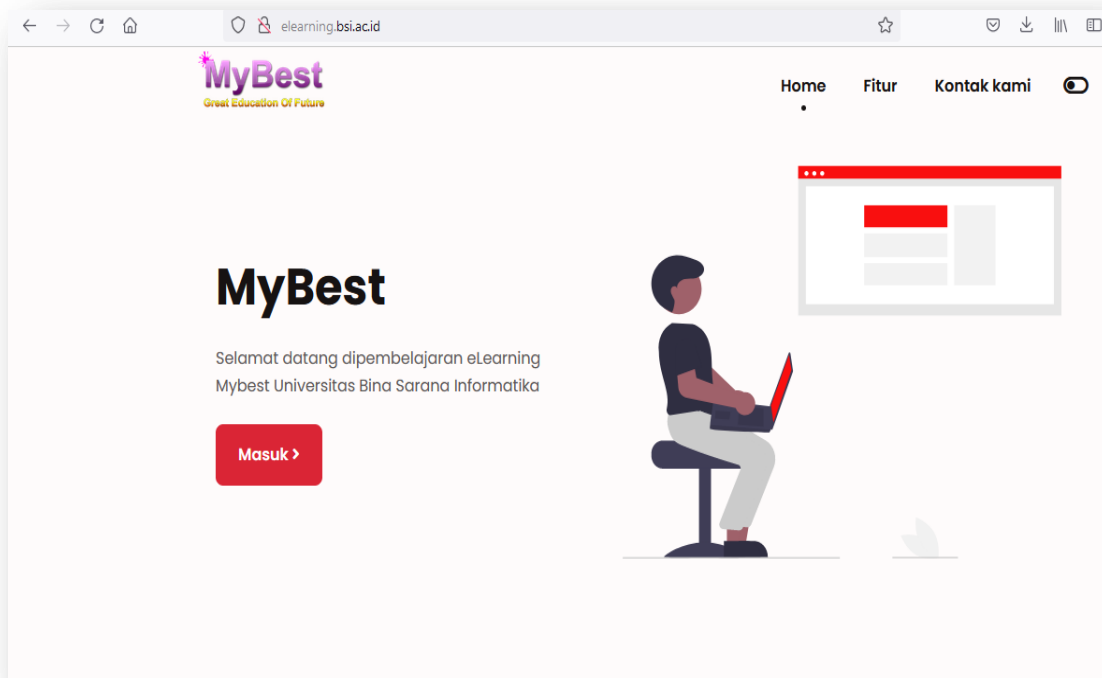 elearning.bsi.ac.id
MyBest
Great Education Of Future
Home Fitur Kontak kami
MyBest
Selamat datang dipembelajaran eLearning
Mybest Universitas Bina Sarana Informatika
Masuk